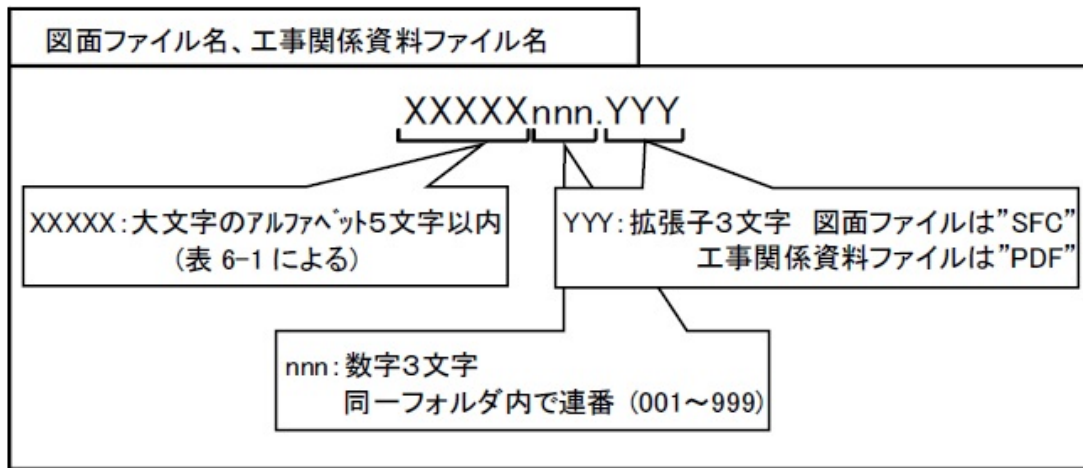 図面ファイル名、工事関係資料ファイル名
XXXXXnnn.YYY
XXXXX:大文字のアルファベット5文字以内
(表 6-1 による)
YYY:拡張子3文字 図面ファイルは”SFC”
工事関係資料ファイルは”PDF”
nnn:数字3文字
同一フォルダ内で連番 (001～999)